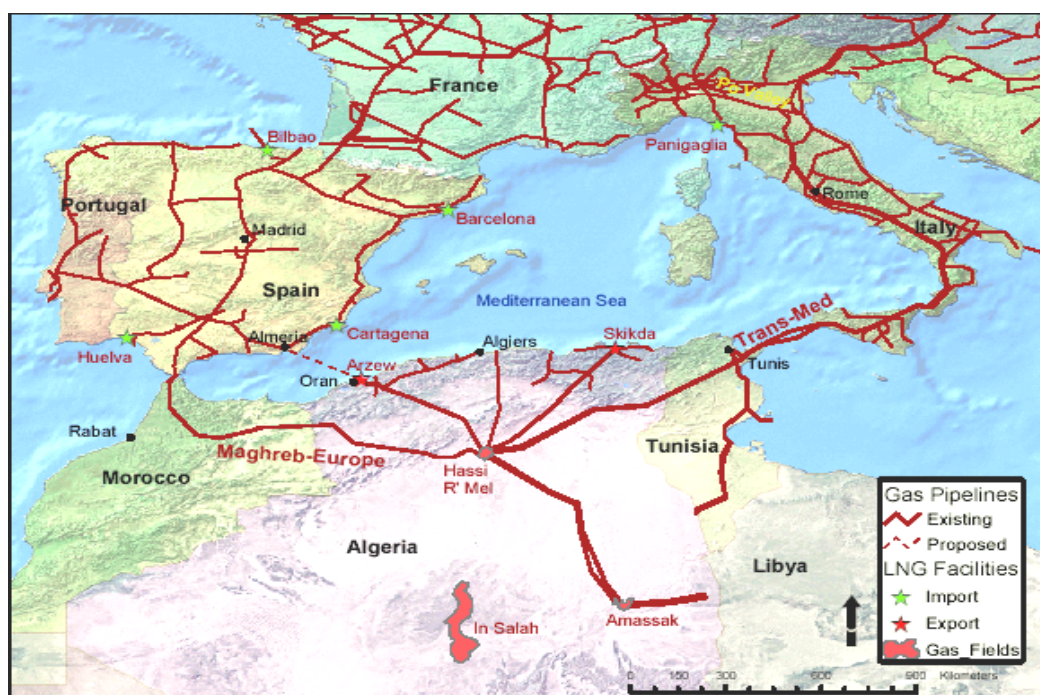 France
Po Valley
Bilbao
Panigaglia
Portugal
Barcelona
Rome
Madrid
Italy
Spain
Mediterranean Sea
Trans-Med
Almeria
Cartagena
Skikda
Huelva
Algiers
Arzew
Oran
Tunis
Rabat
Maghreb-Europe
Tunisia
Morocco
Hassi
R' Mel
Algeria
Libya
In Salah
Amassak
Gas Pipelines
Existing
Proposed
LNG Facilities
Import
Export
Gas_Fields
0 150 300 600 900 Kilometers